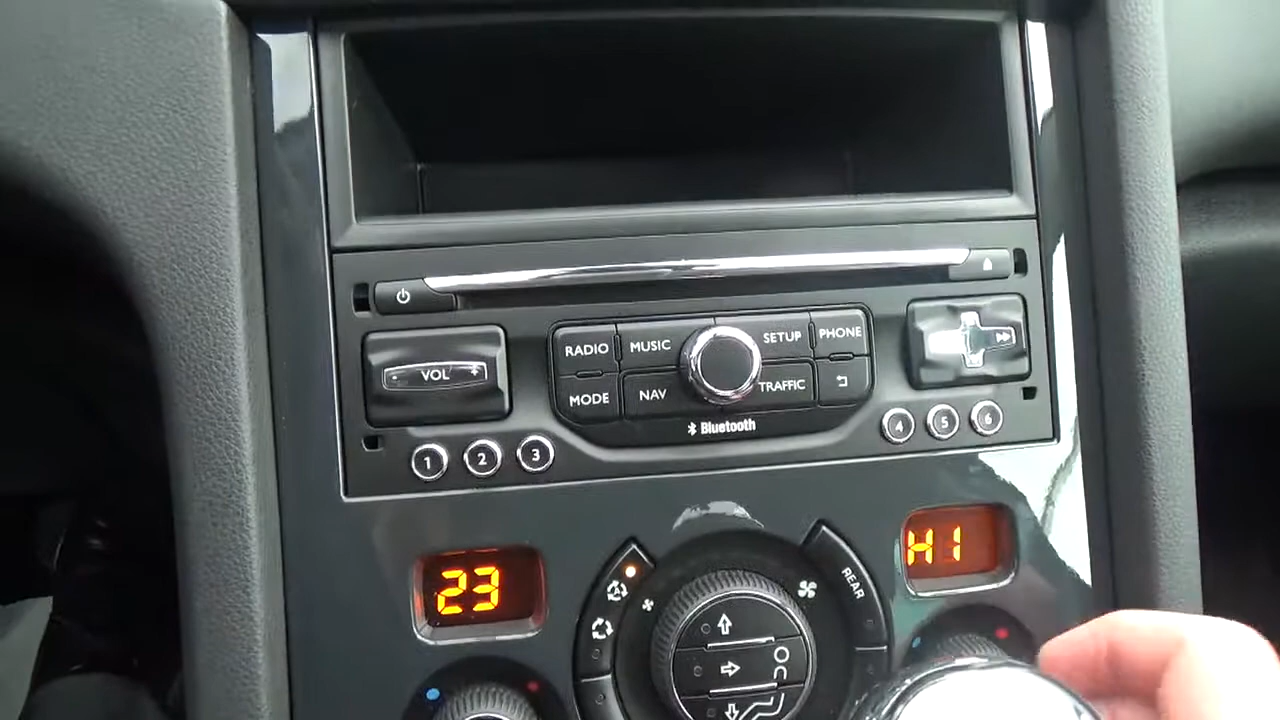 VOL
RADIO MUSIC SETUP PHONE
MODE NAV TRAFFIC
Bluetooth
1 2 3 4 5 6
23 HI
REAR